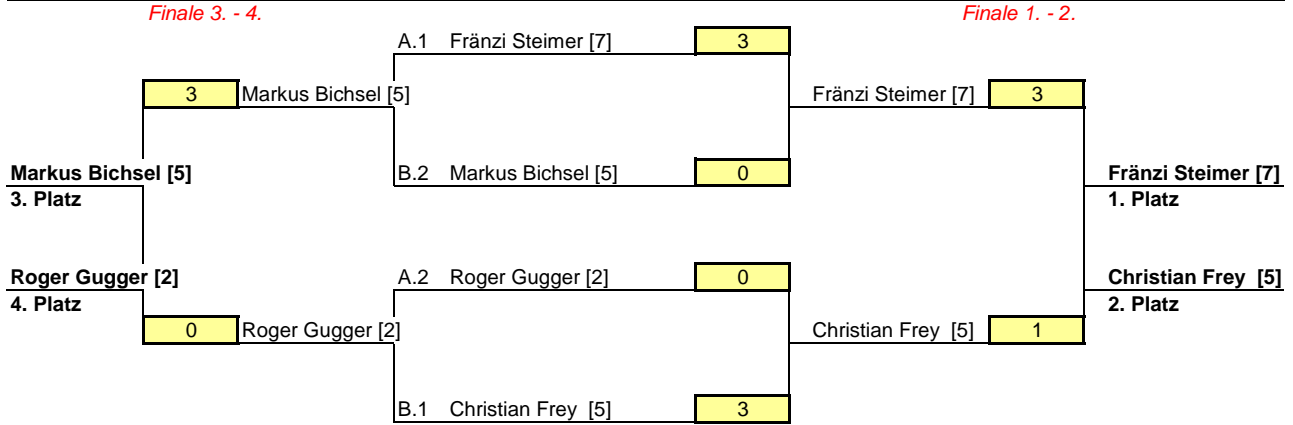 Finale 3. - 4. Finale 1. - 2.
A.1 Fränzi Steimer [7] 3
3 Markus Bichsel [5] Fränzi Steimer [7] 3
Markus Bichsel [5] B.2 Markus Bichsel [5] 0 Fränzi Steimer [7]
3. Platz 1. Platz
Roger Gugger [2] A.2 Roger Gugger [2] 0 Christian Frey [5]
4. Platz 2. Platz
0 Roger Gugger [2] Christian Frey [5] 1
B.1 Christian Frey [5] 3